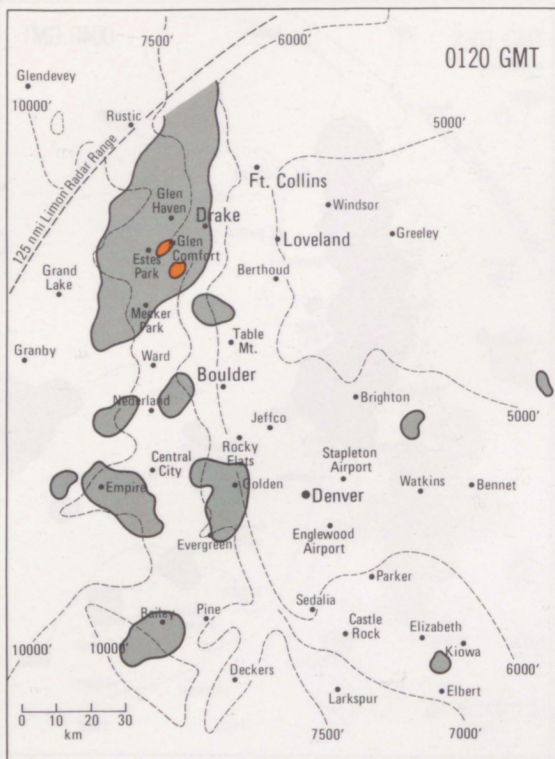 7500'
6000'
0120 GMT
Glendevey
10000'
Rustic
125 nmi Limon Radar Range
5000'
Ft. Collins
Glen
Haven
Drake
Windsor
Loveland
Greeley
Glen
Comfort
Estes
Park
Grand
Lake
Berthoud
Meeker
Park
Table
Mt.
Granby
Ward
Boulder
Nederland
Brighton
5000'
Jeffco
Rocky
Flats
Central
City
Stapleton
Airport
Empire
Golden
Denver
Watkins
Bennet
Englewood
Airport
Evergreen
Parker
Sedalia
Bailey
Pine
Castle
Rock
Elizabeth
Kiowa
10000'
10000'
Deckers
6000'
Larkspur
Elbert
0 10 20 30
km
7500'
7000'